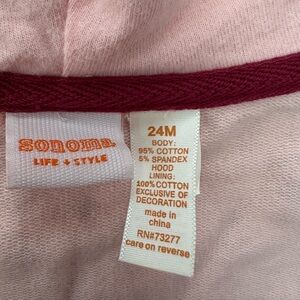 sonoma
LIFE + STYLE
24M
BODY:
95% COTTON
5% SPANDEX
HOOD
LINING:
100% COTTON
EXCLUSIVE OF
DECORATION
made in
china
RN#73277
care on reverse